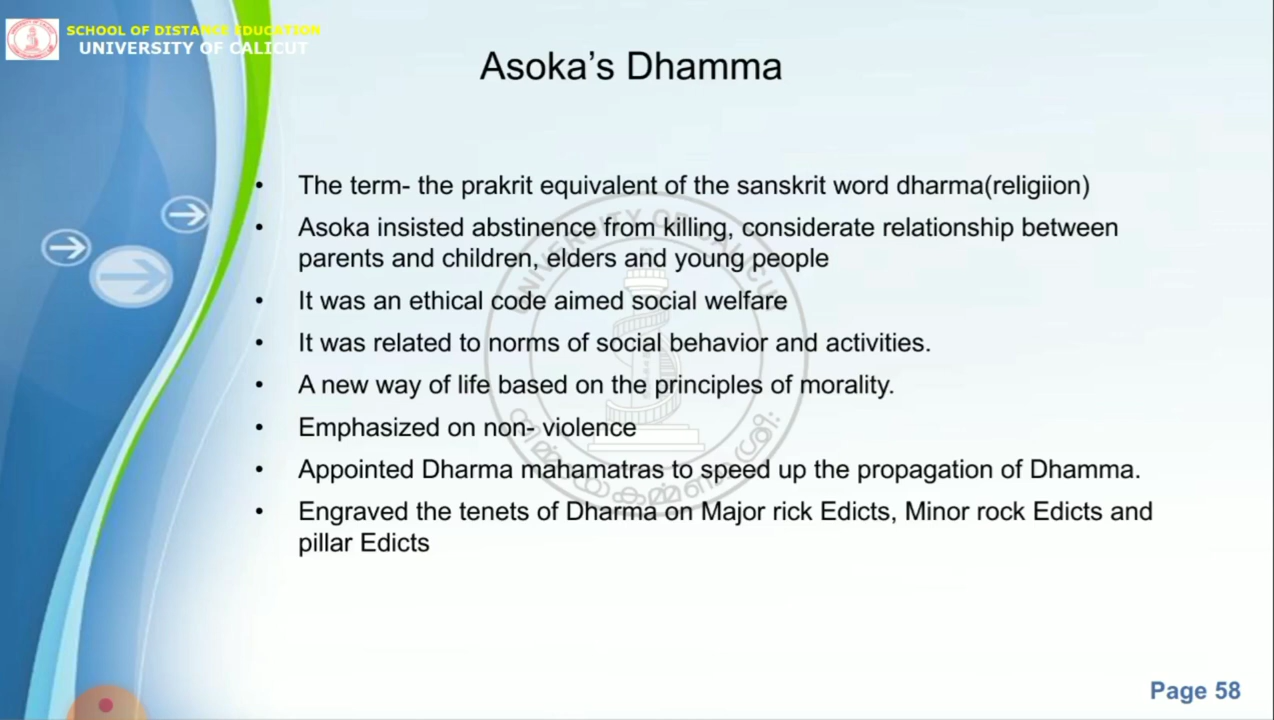 SCHOOL OF DISTANCE EDUCATION
UNIVERSITY OF CALICUT
Asoka’s Dhamma
• The term- the prakrit equivalent of the sanskrit word dharma(religiion)
• Asoka insisted abstinence from killing, considerate relationship between
parents and children, elders and young people
• It was an ethical code aimed social welfare
• It was related to norms of social behavior and activities.
• A new way of life based on the principles of morality.
• Emphasized on non- violence
• Appointed Dharma mahamatras to speed up the propagation of Dhamma.
• Engraved the tenets of Dharma on Major rick Edicts, Minor rock Edicts and
pillar Edicts
UNIVERSITY OF CALICUT
Page 58